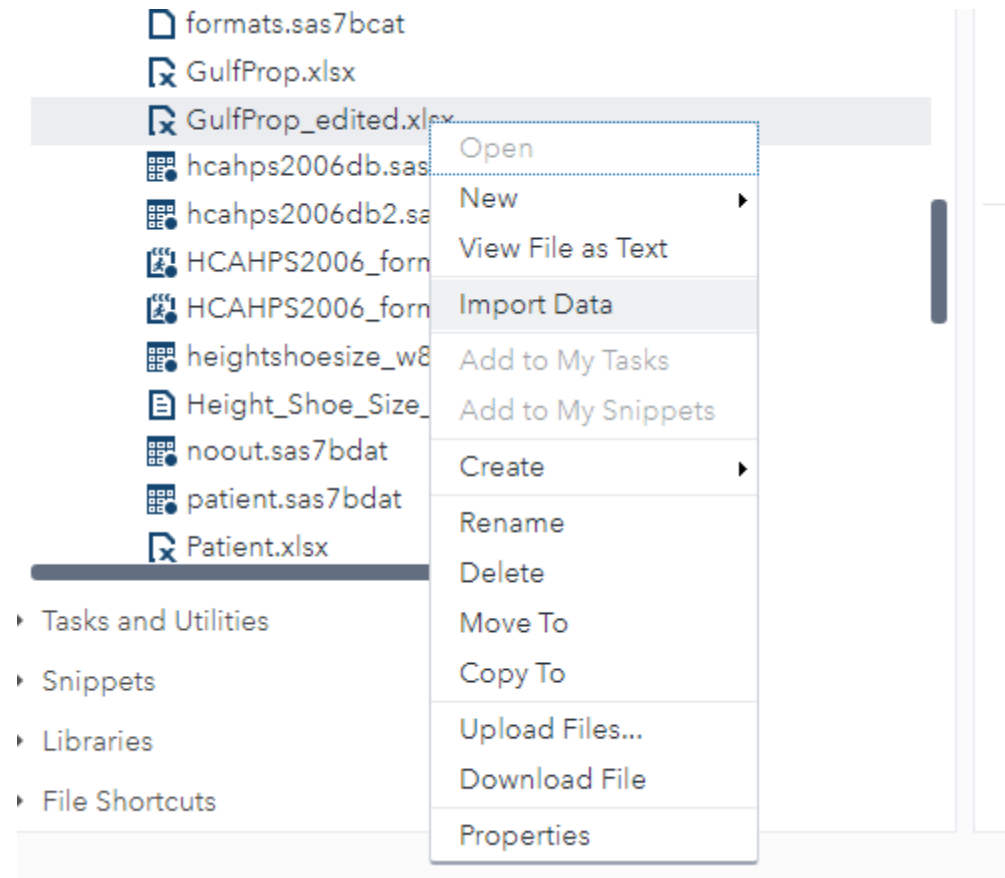 formats.sas7bcat
GulfProp.xlsx
GulfProp_edited.xlsx
hcahps2006db.sas
hcahps2006db2.sa
HCAHPS2006_form
HCAHPS2006_form
heightshoesize_w8
Height_Shoe_Size_
noout.sas7bdat
patient.sas7bdat
Patient.xlsx
Tasks and Utilities
Snippets
Libraries
File Shortcuts
Open
New
View File as Text
Import Data
Add to My Tasks
Add to My Snippets
Create
Rename
Delete
Move To
Copy To
Upload Files...
Download File
Properties